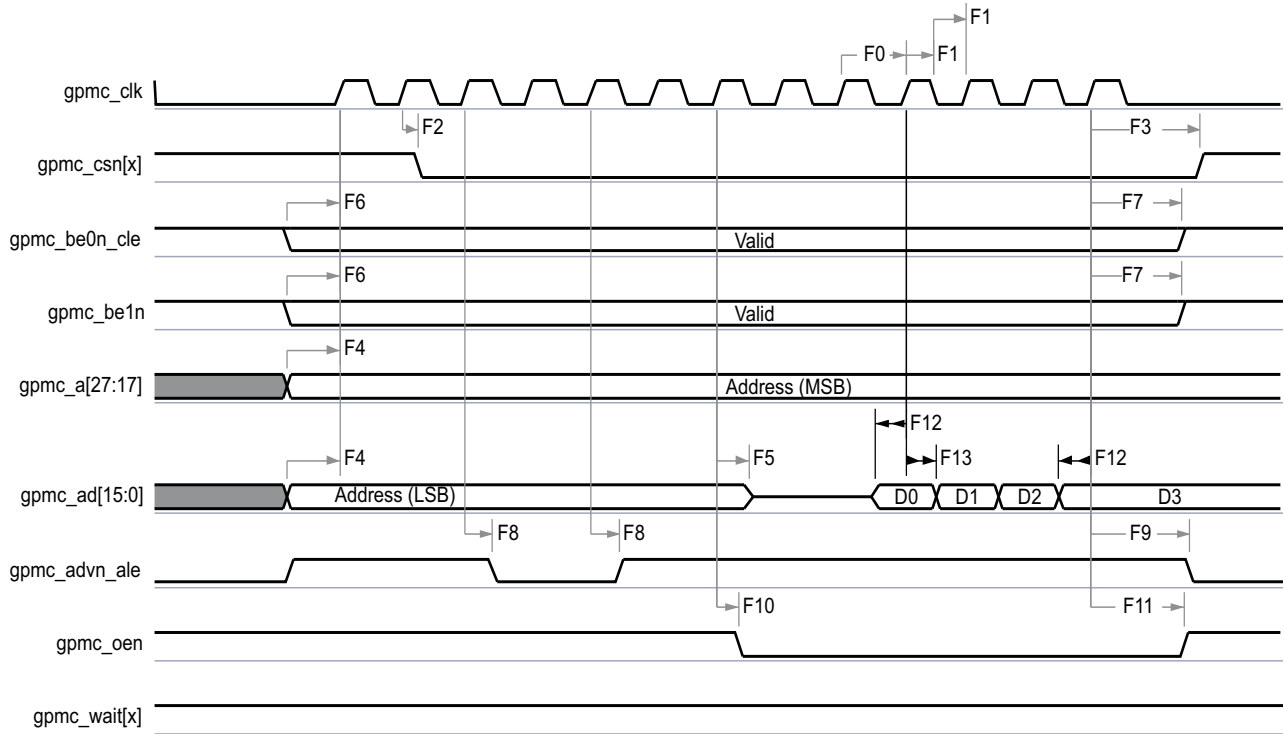 F1
F0 F1
gpmc_clk
F2 F3
gpmc_csn[x]
F6 F7
gpmc_be0n_cle Valid
F6 F7
gpmc_be1n Valid
F4
gpmc_a[27:17] Address (MSB)
F12
F4 F5 F13 F12
gpmc_ad[15:0] Address (LSB) D0 D1 D2 D3
F8 F8 F9
gpmc_advn_ale
F10 F11
gpmc_oen
gpmc_wait[x]